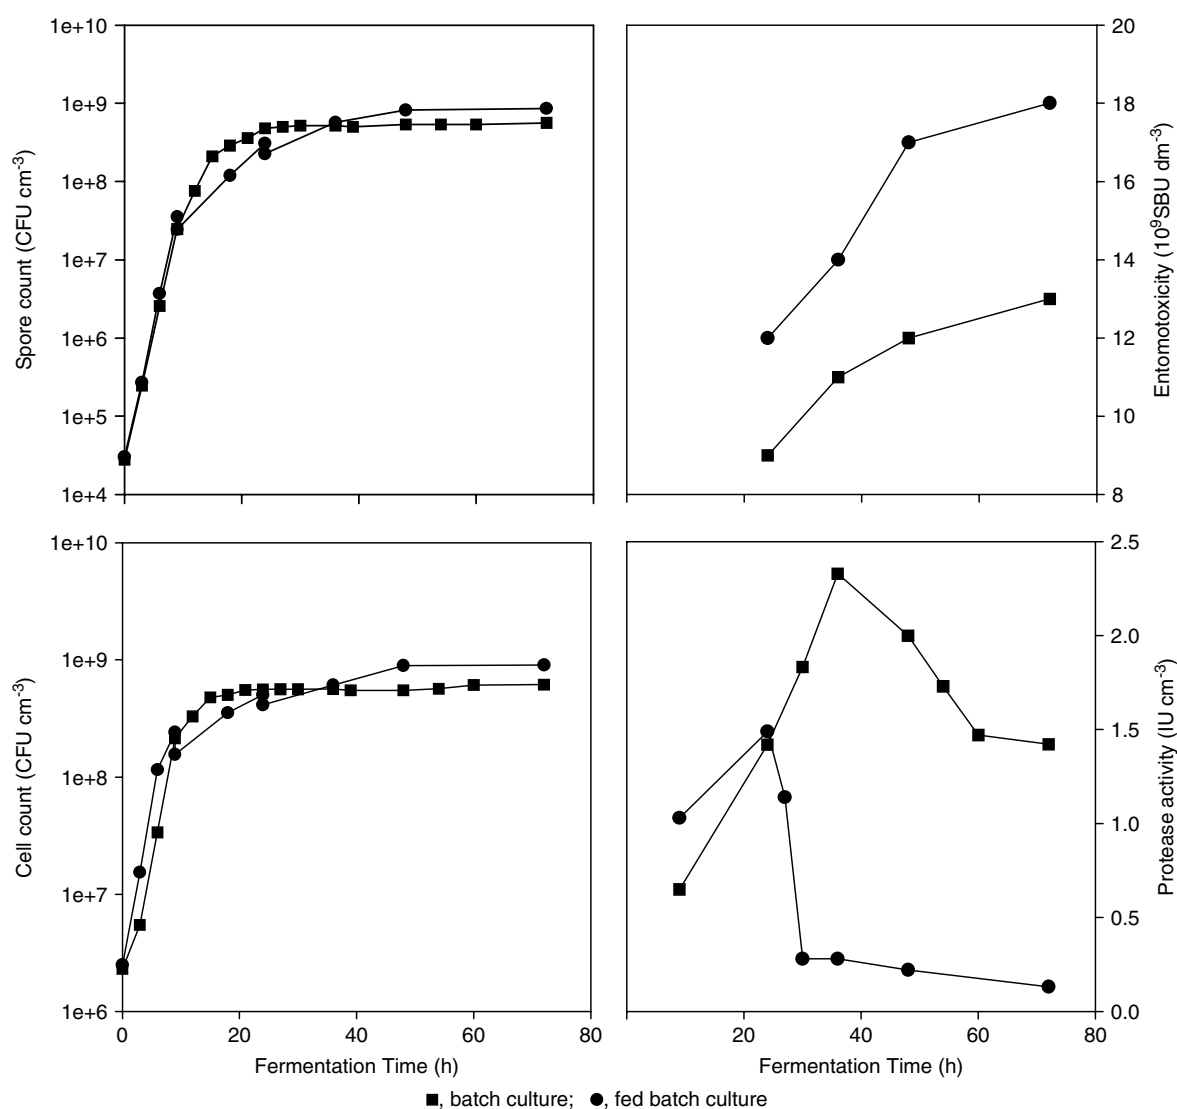 1e+10
1e+9
1e+8
1e+7
1e+6
1e+5
1e+4
Spore count (CFU cm-3)
20
18
16
14
12
10
8
Entomotoxicity (109SBU dm-3)
1e+10
1e+9
1e+8
1e+7
1e+6
Cell count (CFU cm-3)
0 20 40 60 80
Fermentation Time (h)
2.5
2.0
1.5
1.0
0.5
0.0
Protease activity (IU cm-3)
20 40 60 80
Fermentation Time (h)
■, batch culture; ●, fed batch culture